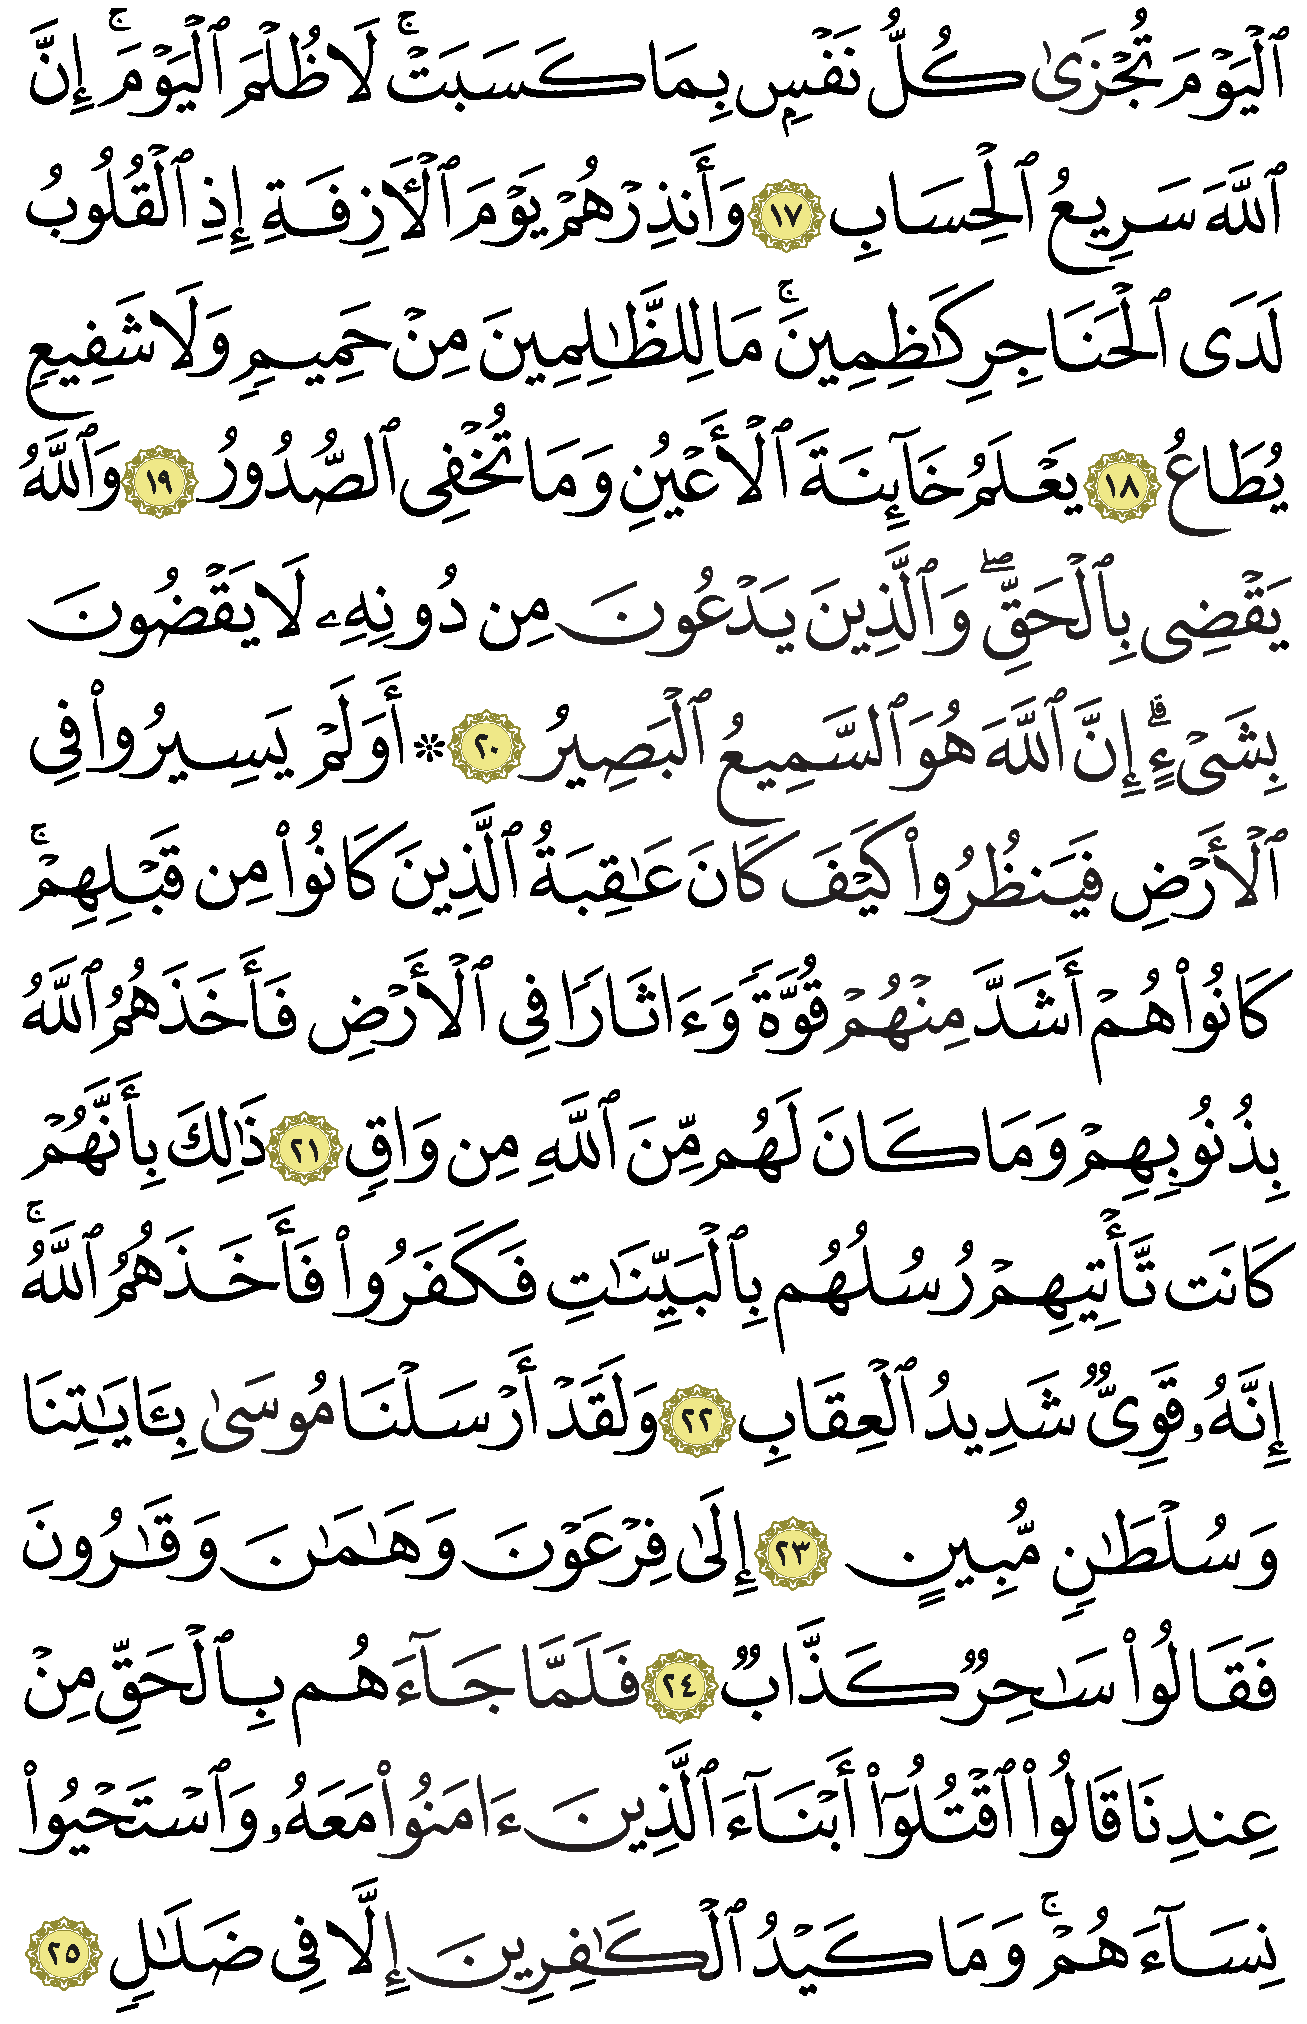 ٱلۡيَوۡمَ تُجۡزَىٰ كُلُّ نَفۡسِۭ بِمَا كَسَبَتۡۚ لَا ظُلۡمَ ٱلۡيَوۡمَۚ إِنَّ
ٱللَّهَ سَرِيعُ ٱلۡحِسَابِ ١٧ وَأَنذِرۡهُمۡ يَوۡمَ ٱلۡأٓزِفَةِ إِذِ ٱلۡقُلُوبُ
لَدَى ٱلۡحَنَاجِرِ كَٰظِمِينَۚ مَا لِلظَّٰلِمِينَ مِنۡ حَمِيمٖ وَلَا شَفِيعٖ
يُطَاعُ ١٨ يَعۡلَمُ خَآئِنَةَ ٱلۡأَعۡيُنِ وَمَا تُخۡفِي ٱلصُّدُورُ ١٩ وَٱللَّهُ
يَقۡضِي بِٱلۡحَقِّۖ وَٱلَّذِينَ يَدۡعُونَ مِن دُونِهِۦ لَا يَقۡضُونَ
بِشَيۡءٍۗ إِنَّ ٱللَّهَ هُوَ ٱلسَّمِيعُ ٱلۡبَصِيرُ ٢٠ ۞ أَوَلَمۡ يَسِيرُواْ فِي
ٱلۡأَرۡضِ فَيَنظُرُواْ كَيۡفَ كَانَ عَٰقِبَةُ ٱلَّذِينَ كَانُواْ مِن قَبۡلِهِمۡۚ
كَانُواْ هُمۡ أَشَدَّ مِنۡهُمۡ قُوَّةٗ وَءَاثَارٗا فِي ٱلۡأَرۡضِ فَأَخَذَهُمُ ٱللَّهُ
بِذُنُوبِهِمۡ وَمَا كَانَ لَهُم مِّنَ ٱللَّهِ مِن وَاقٖ ٢١ ذَٰلِكَ بِأَنَّهُمۡ
كَانَت تَّأۡتِيهِمۡ رُسُلُهُم بِٱلۡبَيِّنَٰتِ فَكَفَرُواْ فَأَخَذَهُمُ ٱللَّهُۚ
إِنَّهُۥ قَوِيّٞ شَدِيدُ ٱلۡعِقَابِ ٢٢ وَلَقَدۡ أَرۡسَلۡنَا مُوسَىٰ بِـَٔايَٰتِنَا
وَسُلۡطَٰنٖ مُّبِينٍ ٢٣ إِلَىٰ فِرۡعَوۡنَ وَهَٰمَٰنَ وَقَٰرُونَ
فَقَالُواْ سَٰحِرٞ كَذَّابٞ ٢٤ فَلَمَّا جَآءَهُم بِٱلۡحَقِّ مِنۡ
عِندِنَا قَالُواْ ٱقۡتُلُوٓاْ أَبۡنَآءَ ٱلَّذِينَ ءَامَنُواْ مَعَهُۥ وَٱسۡتَحۡيُواْ
نِسَآءَهُمۡۚ وَمَا كَيۡدُ ٱلۡكَٰفِرِينَ إِلَّا فِي ضَلَٰلٖ ٢٥